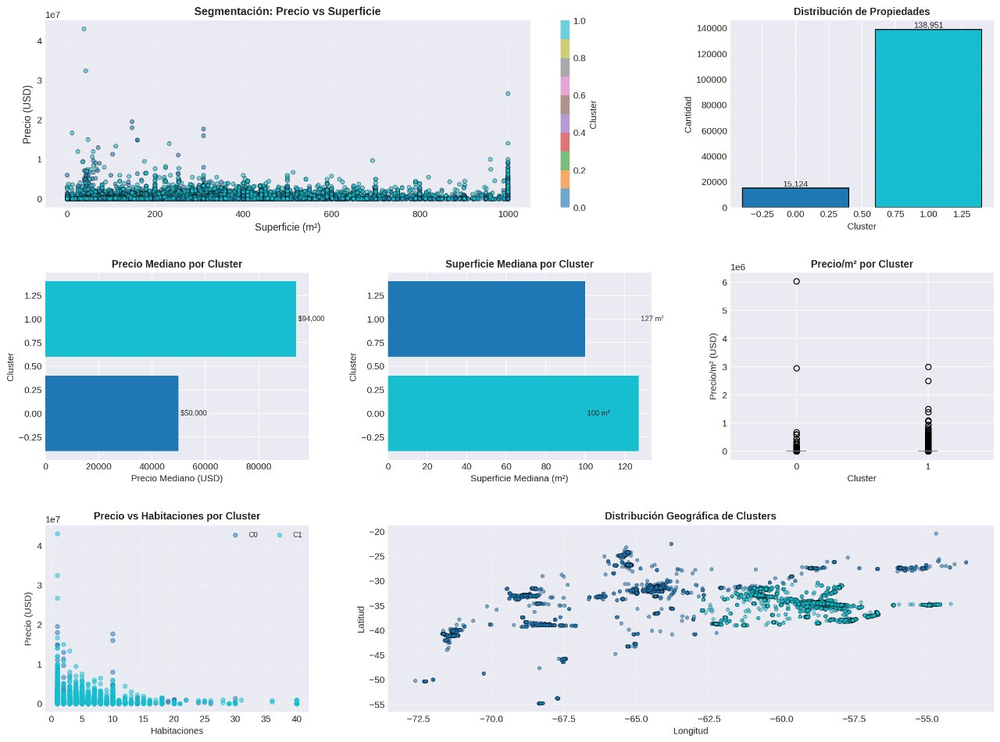 Segmentación: Precio vs Superficie
1e7
Precio (USD)
4
3
2
1
0
0 200 400 600 800 1000
Superficie (m²)
1.0
0.8
0.6
0.4
0.2
0.0
Cluster
Distribución de Propiedades
Cantidad
140000
120000
100000
80000
60000
40000
20000
0
138,951
15,124
−0.25 0.00 0.25 0.50 0.75 1.00 1.25
Cluster
Precio Mediano por Cluster
Cluster
1.25
1.00
0.75
0.50
0.25
0.00
−0.25
$94,000
$50,000
0 20000 40000 60000 80000
Precio Mediano (USD)
Superficie Mediana por Cluster
Cluster
1.25
1.00
0.75
0.50
0.25
0.00
−0.25
127 m²
100 m²
0 20 40 60 80 100 120
Superficie Mediana (m²)
Precio/m² por Cluster
1e6
Precio/m² (USD)
6
5
4
3
2
1
0
0 1
Cluster
Precio vs Habitaciones por Cluster
1e7
C0 C1
Precio (USD)
4
3
2
1
0
0 5 10 15 20 25 30 35 40
Habitaciones
Distribución Geográfica de Clusters
Latitud
−20
−25
−30
−35
−40
−45
−50
−55
−72.5 −70.0 −67.5 −65.0 −62.5 −60.0 −57.5 −55.0
Longitud